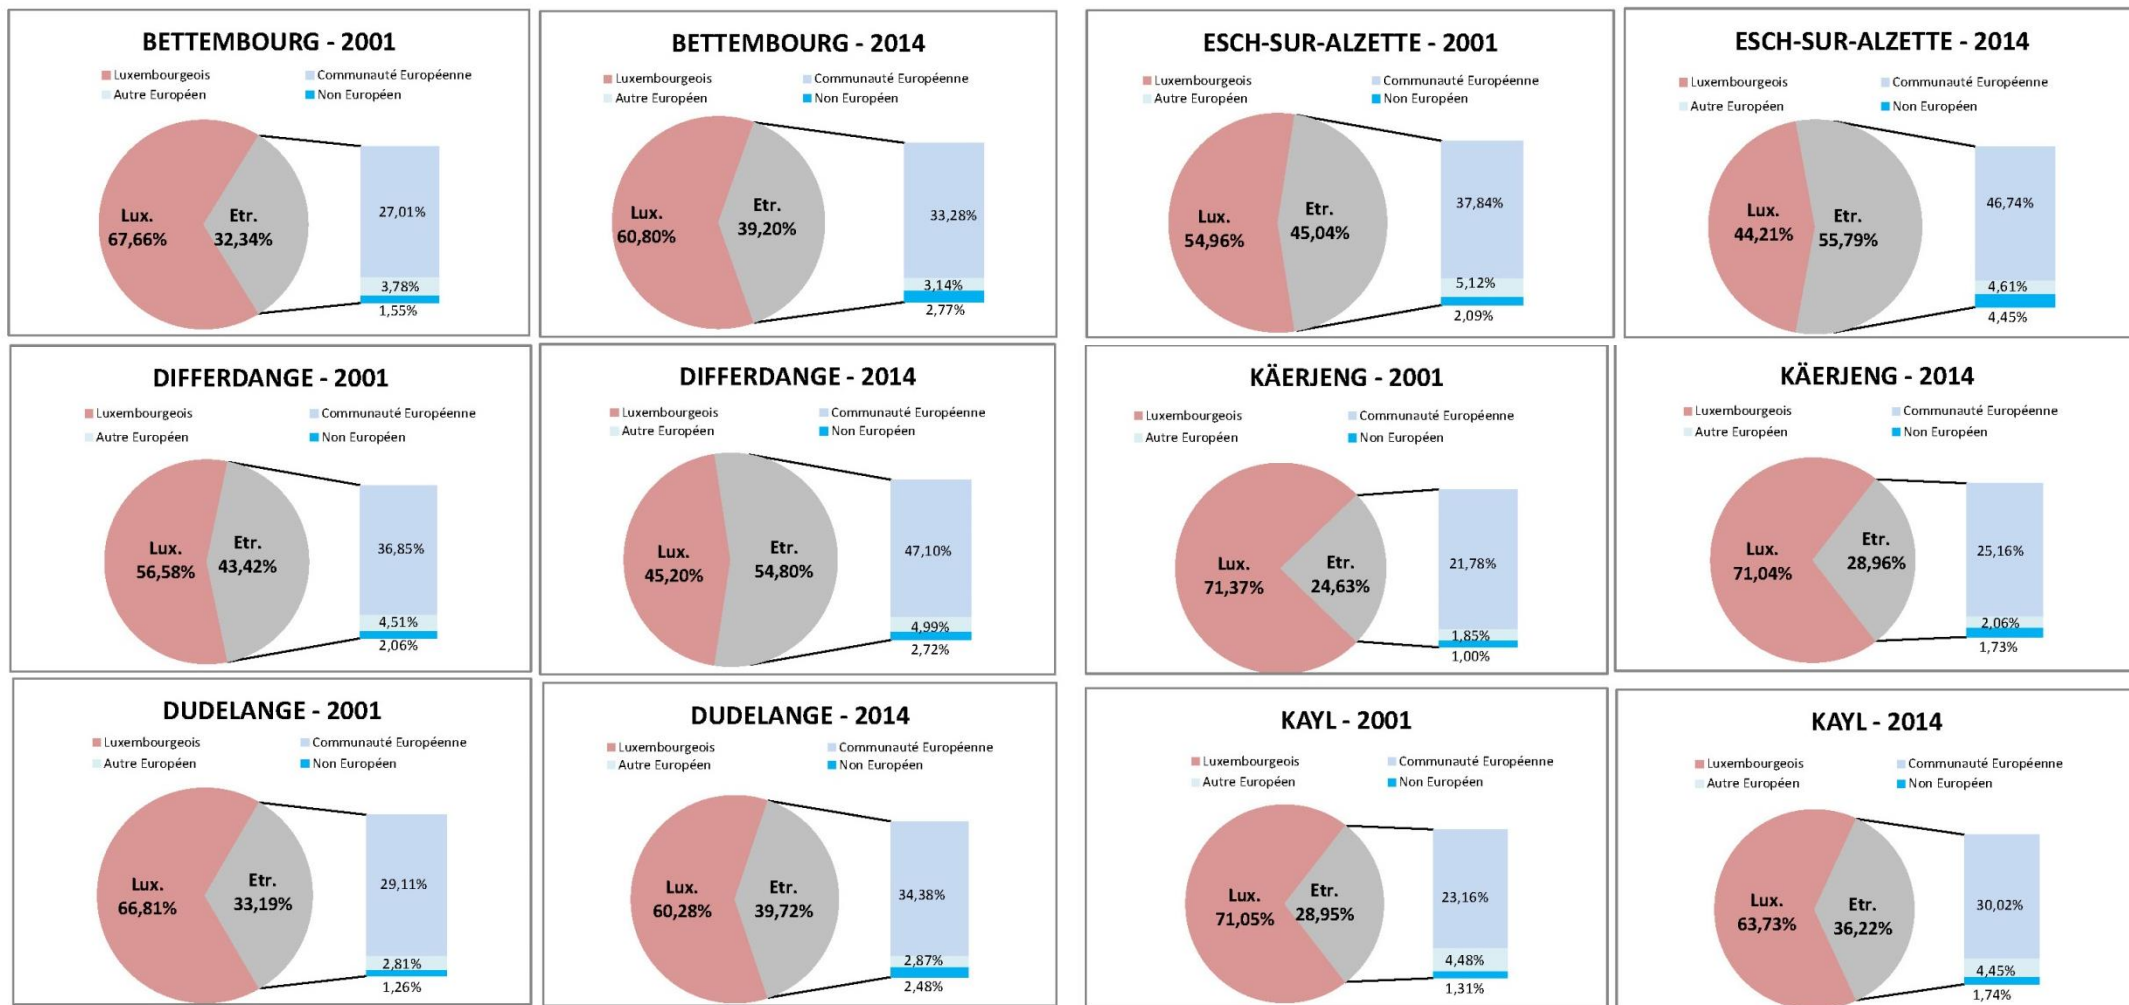 BETTEMBOURG - 2001
Luxembourgeois
Communauté Européenne
Autre Européen
Non Européen
Lux.
67,66%
Etr.
32,34%
27,01%
3,78%
1,55%
BETTEMBOURG - 2014
Luxembourgeois
Communauté Européenne
Autre Européen
Non Européen
Lux.
60,80%
Etr.
39,20%
33,28%
3,14%
2,77%
ESCH-SUR-ALZETTE - 2001
Luxembourgeois
Communauté Européenne
Autre Européen
Non Européen
Lux.
54,96%
Etr.
45,04%
37,84%
5,12%
2,09%
ESCH-SUR-ALZETTE - 2014
Luxembourgeois
Communauté Européenne
Autre Européen
Non Européen
Lux.
44,21%
Etr.
55,79%
46,74%
4,61%
4,45%
DIFFERDANGE - 2001
Luxembourgeois
Communauté Européenne
Autre Européen
Non Européen
Lux.
56,58%
Etr.
43,42%
36,85%
4,51%
2,06%
DIFFERDANGE - 2014
Luxembourgeois
Communauté Européenne
Autre Européen
Non Européen
Lux.
45,20%
Etr.
54,80%
47,10%
4,99%
2,72%
KÄERJENG - 2001
Luxembourgeois
Communauté Européenne
Autre Européen
Non Européen
Lux.
71,37%
Etr.
24,63%
21,78%
1,85%
1,00%
KÄERJENG - 2014
Luxembourgeois
Communauté Européenne
Autre Européen
Non Européen
Lux.
71,04%
Etr.
28,96%
25,16%
2,06%
1,73%
DUDELANGE - 2001
Luxembourgeois
Communauté Européenne
Autre Européen
Non Européen
Lux.
66,81%
Etr.
33,19%
29,11%
2,81%
1,26%
DUDELANGE - 2014
Luxembourgeois
Communauté Européenne
Autre Européen
Non Européen
Lux.
60,28%
Etr.
39,72%
34,38%
2,87%
2,48%
KAYL - 2001
Luxembourgeois
Communauté Européenne
Autre Européen
Non Européen
Lux.
71,05%
Etr.
28,95%
23,16%
4,48%
1,31%
KAYL - 2014
Luxembourgeois
Communauté Européenne
Autre Européen
Non Européen
Lux.
63,73%
Etr.
36,22%
30,02%
4,45%
1,74%